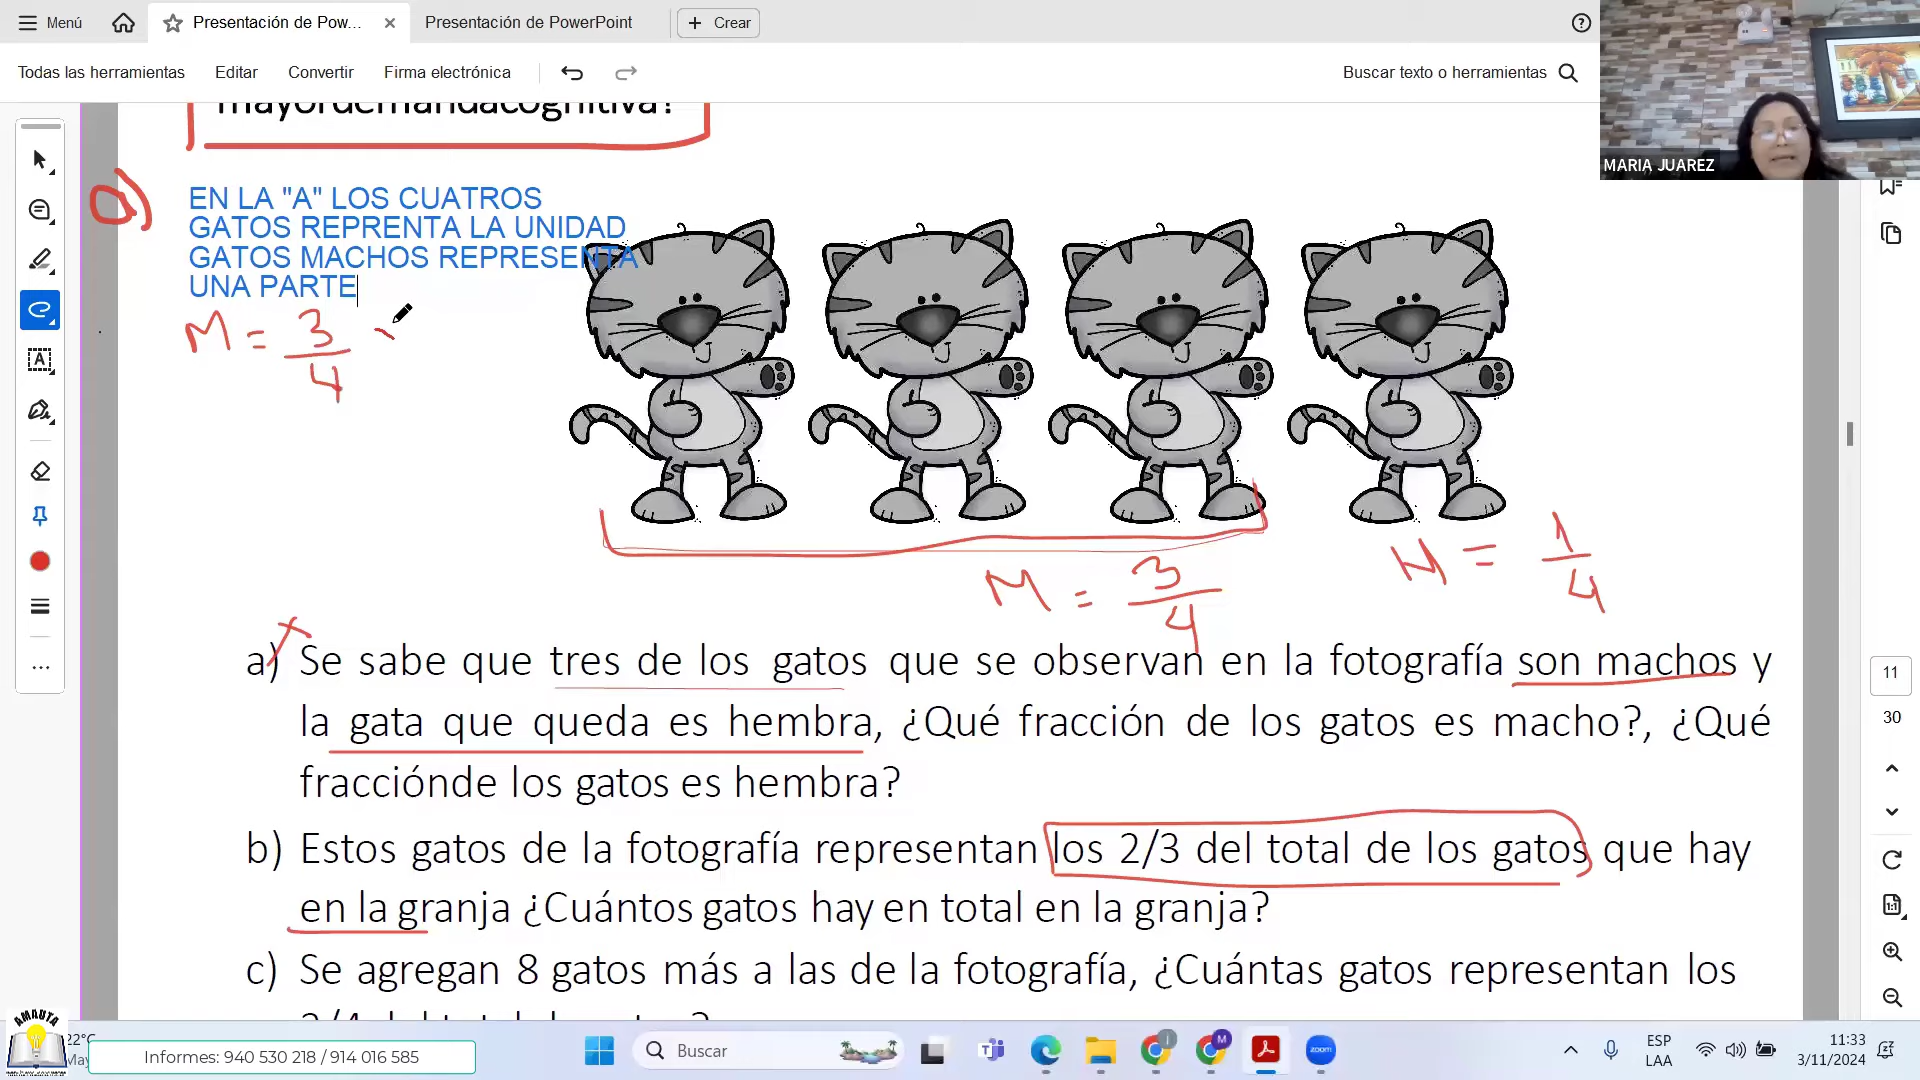 Menú
Presentación de Pow...
Presentación de PowerPoint
Crear
Todas las herramientas
Editar
Convertir
Firma electrónica
Buscar texto o herramientas
MARIA JUAREZ
mayordemandacognitiva?
a)
EN LA "A" LOS CUATROS
GATOS REPRENTA LA UNIDAD
GATOS MACHOS REPRESENTA
UNA PARTE
M = 3/4
M = 3/4
H = 1/4
a) Se sabe que tres de los gatos que se observan en la fotografía son machos y
la gata que queda es hembra, ¿Qué fracción de los gatos es macho?, ¿Qué
fracciónde los gatos es hembra?
b) Estos gatos de la fotografía representan los 2/3 del total de los gatos que hay
en la granja ¿Cuántos gatos hay en total en la granja?
c) Se agregan 8 gatos más a las de la fotografía, ¿Cuántas gatos representan los
11
30
AMAUTA
22°C
Informes: 940 530 218 / 914 016 585
Buscar
zoom
ESP
LAA
11:33
3/11/2024